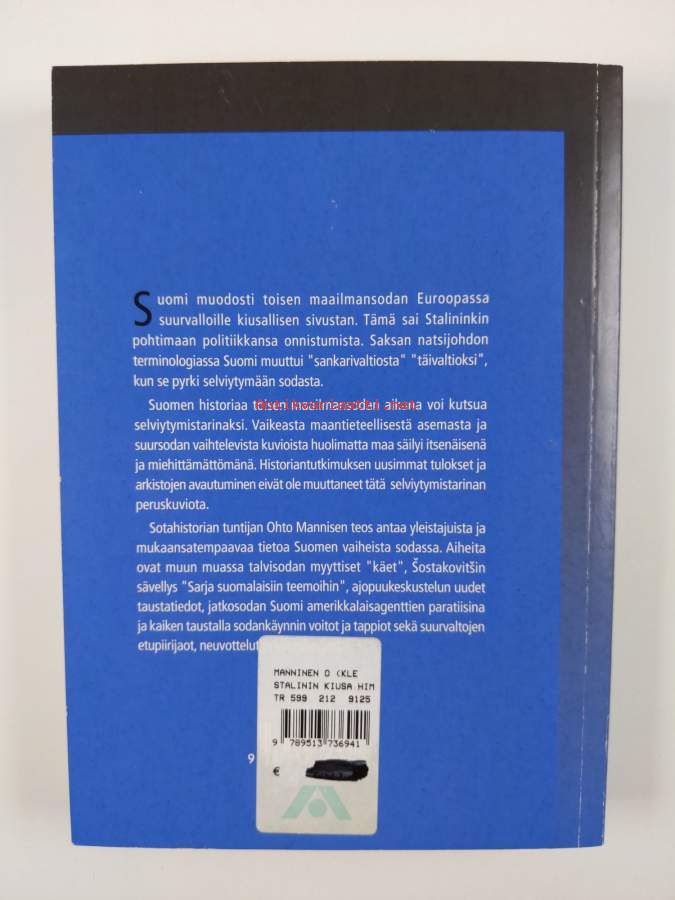 Suomi muodosti toisen maailmansodan Euroopassa
suurvalloille kiusallisen sivustan. Tämä sai Stalininkin
pohtimaan politiikkansa onnistumista. Saksan natsijohdon
terminologiassa Suomi muuttui "sankarivaltiosta" "täivaltioksi",
kun se pyrki selviytymään sodasta.
Suomen historiaa toisen maailmansodan aikana voi kutsua
selviytymistarinaksi. Vaikeasta maantieteellisestä asemasta ja
suursodan vaihtelevista kuvioista huolimatta maa säilyi itsenäisenä
ja miehittämättömänä. Historiantutkimuksen uusimmat tulokset ja
arkistojen avautuminen eivät ole muuttaneet tätä selviytymistarinan
peruskuviota.
Sotahistorian tuntijan Ohto Mannisen teos antaa yleistajuista ja
mukaansatempaavaa tietoa Suomen vaiheista sodassa. Aiheita
ovat muun muassa talvisodan myyttiset "käet", Šostakovitšin
sävellys "Sarja suomalaisiin teemoihin", ajopuukeskustelun uudet
taustatiedot, jatkosodan Suomi amerikkalaisagenttien paratiisina
ja kaiken taustalla sodankäynnin voitot ja tappiot sekä suurvaltojen
etupiirijaot, neuvottelut
MANNINEN O (KLE
STALININ KIUSA HIM
TR 599 212 9125
9 789513 736941
9
€